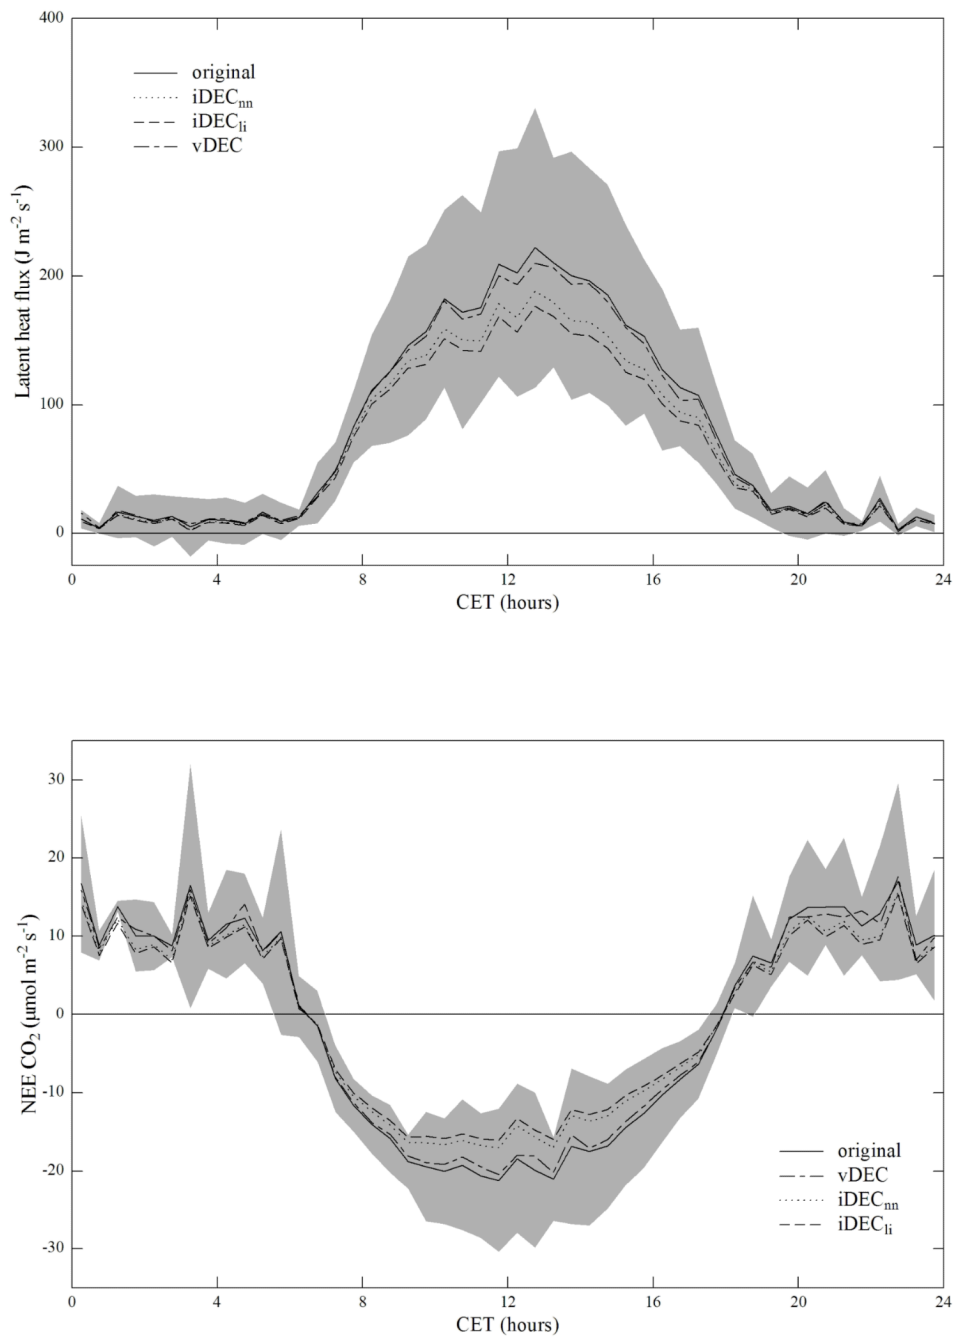 400
300
200
100
0
Latent heat flux (J m⁻² s⁻¹)
original
iDECnn
iDECli
vDEC
0 4 8 12 16 20 24
CET (hours)
30
20
10
0
-10
-20
-30
NEE CO₂ (μmol m⁻² s⁻¹)
original
vDEC
iDECnn
iDECli
0 4 8 12 16 20 24
CET (hours)